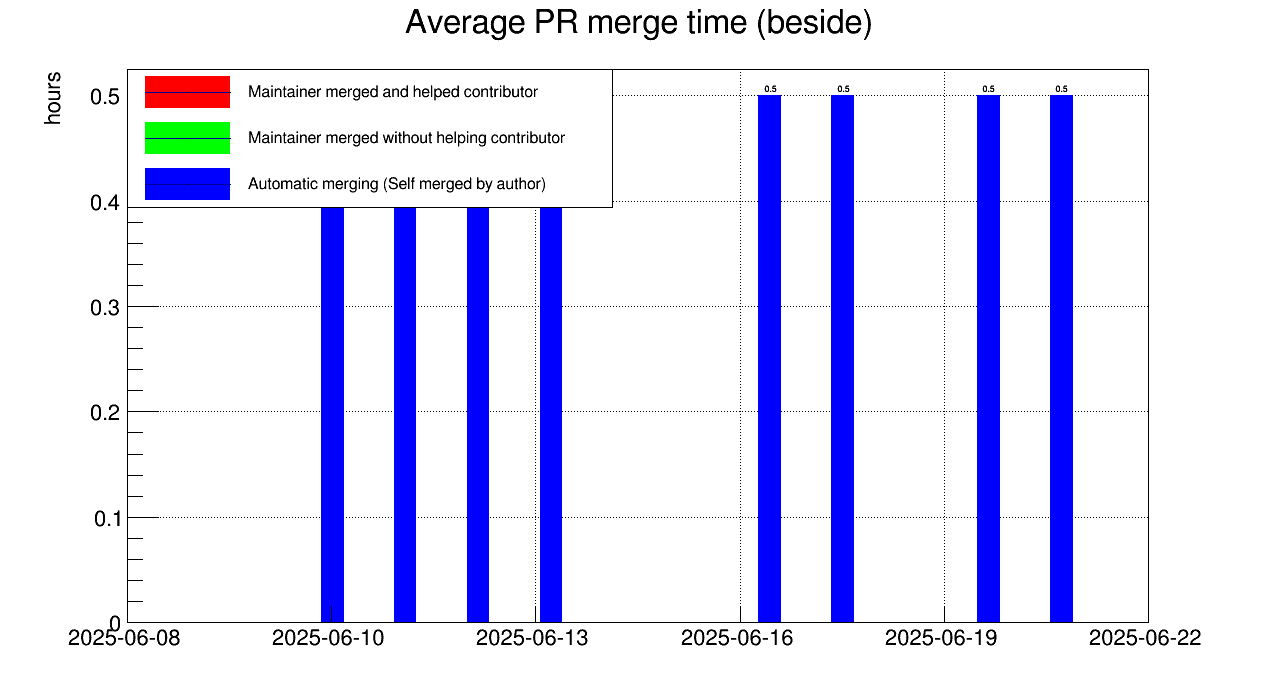 Average PR merge time (beside)
hours
Maintainer merged and helped contributor
Maintainer merged without helping contributor
Automatic merging (Self merged by author)
0.5 0.5 0.5 0.5
0.5
0.4
0.3
0.2
0.1
0
2025-06-08 2025-06-10 2025-06-13 2025-06-16 2025-06-19 2025-06-22